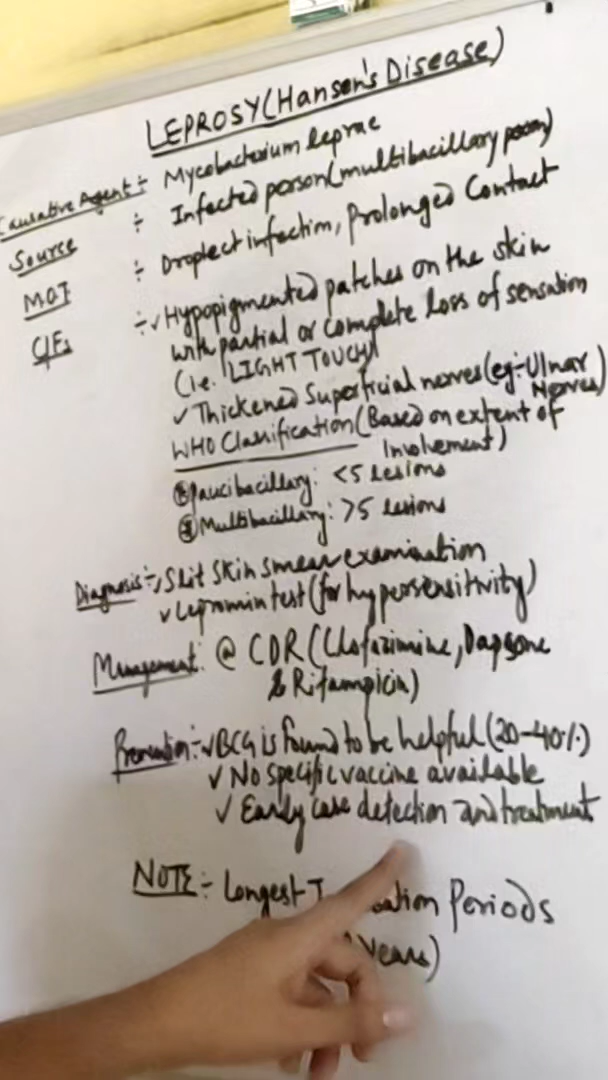 LEPROSY (Hansen's Disease)
Causative Agent :- Mycobacterium leprae
Source :- Infected person (multibacillary person)
MOT :- Droplect infection, Prolonged Contact
C/Fs :- ✓ Hypopigmented patches on the skin
with partial or complete loss of sensation
(i.e. LIGHT TOUCH)
✓ Thickened Superficial nerves (eg:- Ulnar Nerves)
WHO Classification (Based on extent of Involvement)
Paucibacillary: <5 lesions
Multibacillary: >5 lesions
Diagnosis :- ✓ Slit Skin smear examination
✓ Lepromin test (for hypersensitivity)
Management: @ CDR (Clofazimine, Dapsone
& Rifampicin)
Prevention :- ✓ BCG is found to be helpful (20-40%)
✓ No specific vaccine available
✓ Early case detection and treatment
NOTE :- Longest Periods
Years)